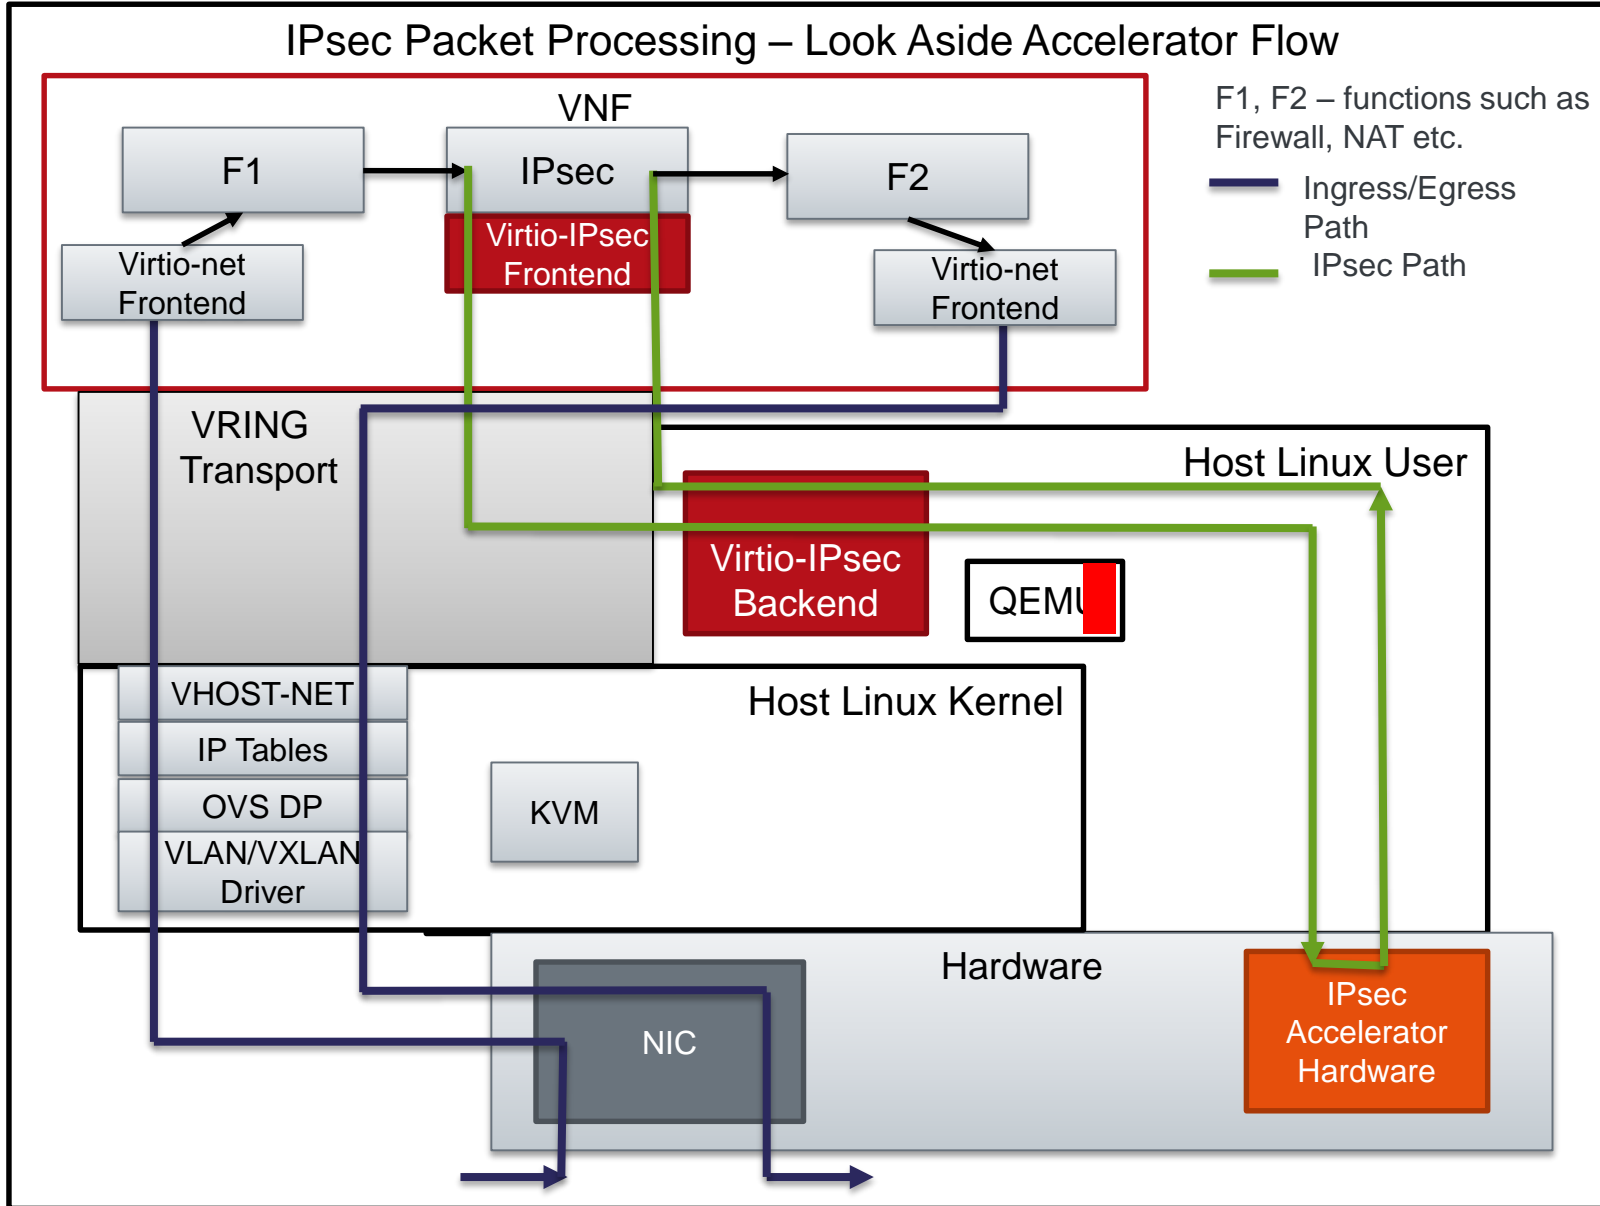 IPsec Packet Processing – Look Aside Accelerator Flow
VNF
F1
IPsec
F2
Virtio-IPsec
Frontend
Virtio-net
Frontend
Virtio-net
Frontend
F1, F2 – functions such as
Firewall, NAT etc.
Ingress/Egress
Path
IPsec Path
VRING
Transport
Host Linux User
Virtio-IPsec
Backend
QEMU
Host Linux Kernel
VHOST-NET
IP Tables
OVS DP
VLAN/VXLAN
Driver
KVM
Hardware
NIC
IPsec
Accelerator
Hardware